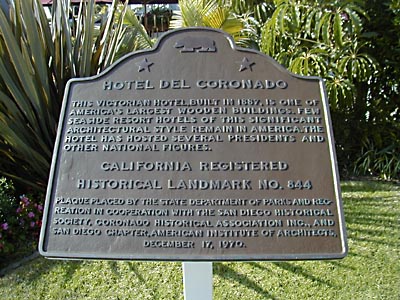 HOTEL DEL CORONADO
THIS VICTORIAN HOTEL, BUILT IN 1887, IS ONE OF
AMERICA'S LARGEST WOODEN BUILDINGS. FEW
SEASIDE RESORT HOTELS OF THIS SIGNIFICANT
ARCHITECTURAL STYLE REMAIN IN AMERICA. THE
HOTEL HAS HOSTED SEVERAL PRESIDENTS AND
OTHER NATIONAL FIGURES.
CALIFORNIA REGISTERED
HISTORICAL LANDMARK NO. 844
PLAQUE PLACED BY THE STATE DEPARTMENT OF PARKS AND REC-
REATION IN COOPERATION WITH THE SAN DIEGO HISTORICAL
SOCIETY, CORONADO HISTORICAL ASSOCIATION INC., AND
SAN DIEGO CHAPTER, AMERICAN INSTITUTE OF ARCHITECTS,
DECEMBER 17, 1970.